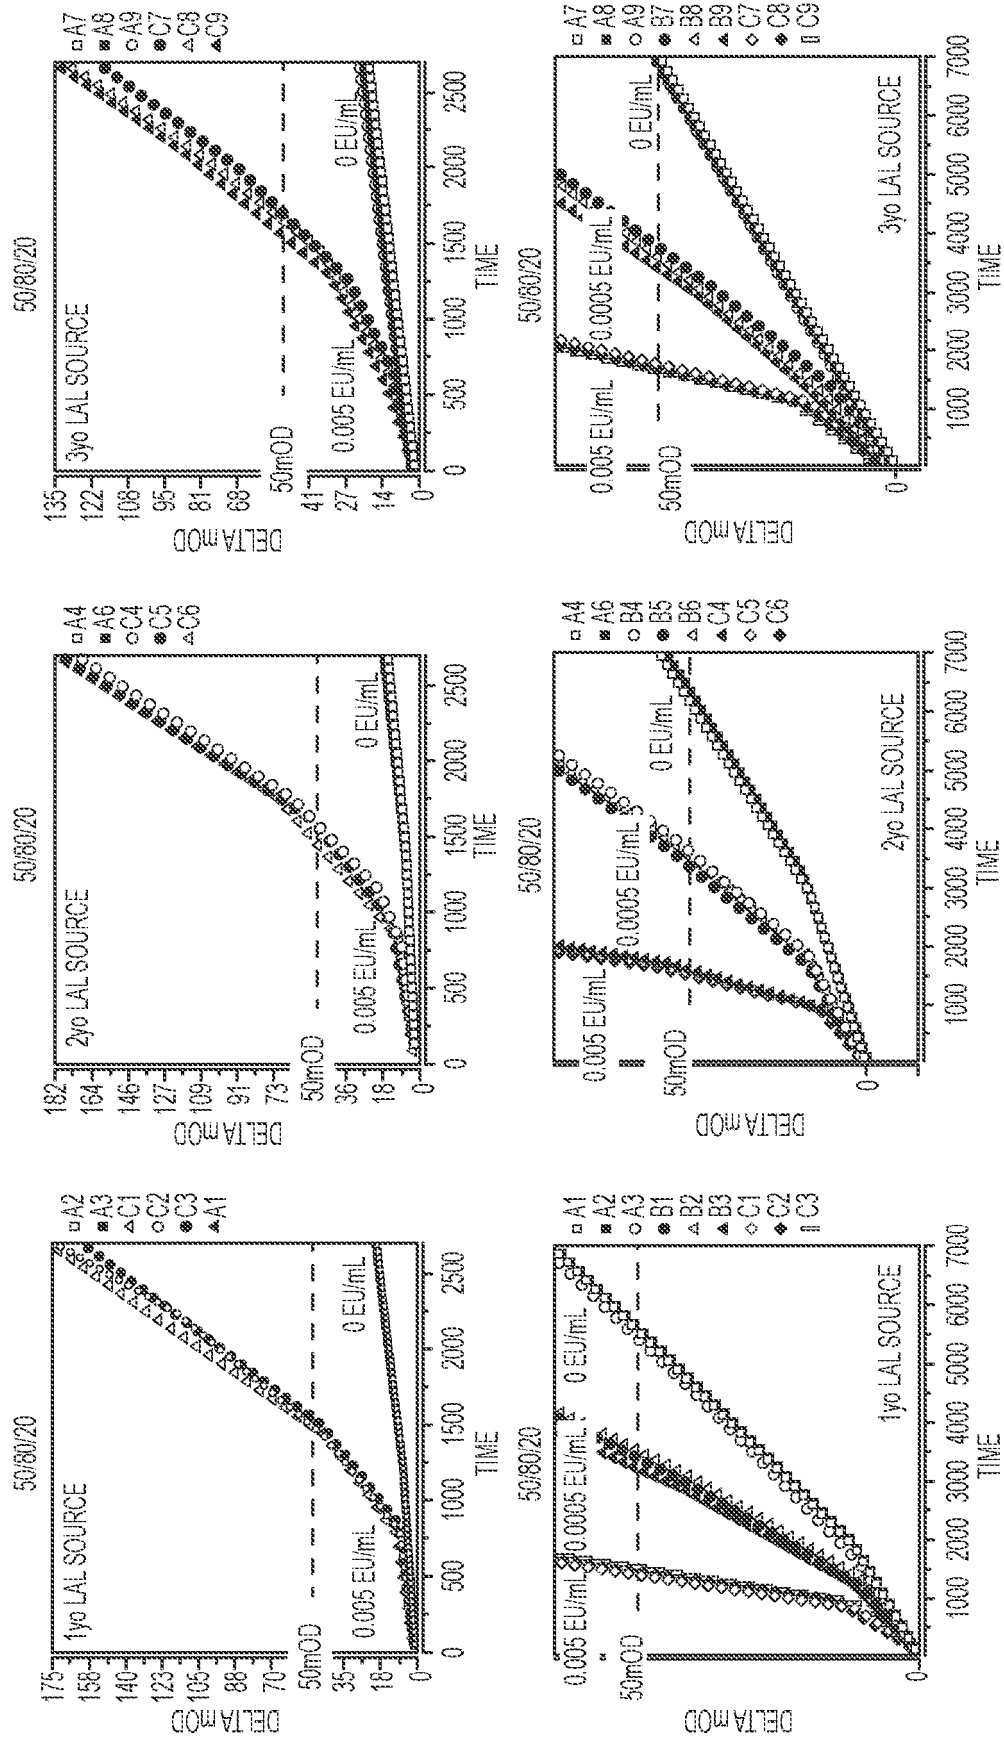 50/80/20
1yo LAL SOURCE
DELTA mOD
175
158
140
123
105
88
70
50mOD
35
18
0
0.005 EU/mL
0 EU/mL
0 500 1000 1500 2000 2500
TIME
A2
A3
C1
C2
C3
A1
50/80/20
2yo LAL SOURCE
DELTA mOD
182
164
146
127
109
91
73
50mOD
36
18
0
0.005 EU/mL
0 EU/mL
0 500 1000 1500 2000 2500
TIME
A4
A6
C4
C5
C6
50/80/20
3yo LAL SOURCE
DELTA mOD
135
122
108
95
81
68
50mOD
41
27
14
0
0.005 EU/mL
0 EU/mL
0 500 1000 1500 2000 2500
TIME
A7
A8
A9
C7
C8
C9
50/80/20
0.005 EU/mL
0.0005 EU/mL
0 EU/mL
50mOD
DELTA mOD
0
1yo LAL SOURCE
1000 2000 3000 4000 5000 6000 7000
TIME
A1
A2
A3
B1
B2
B3
C1
C2
C3
50/80/20
0.005 EU/mL
0.0005 EU/mL
0 EU/mL
50mOD
DELTA mOD
0
2yo LAL SOURCE
1000 2000 3000 4000 5000 6000 7000
TIME
A4
A6
B4
B5
B6
C4
C5
C6
50/80/20
0.005 EU/mL
0.0005 EU/mL
0 EU/mL
50mOD
DELTA mOD
0
3yo LAL SOURCE
1000 2000 3000 4000 5000 6000 7000
TIME
A7
A8
A9
B7
B8
B9
C7
C8
C9